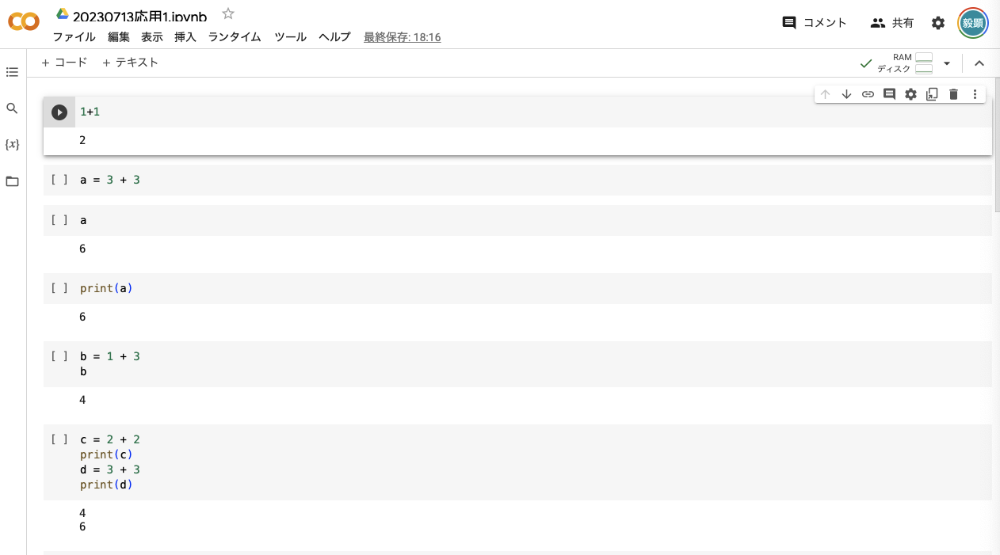 20230713応用1.ipynb
ファイル 編集 表示 挿入 ランタイム ツール ヘルプ 最終保存: 18:16
コメント 共有 毅顕
+ コード + テキスト
RAM
ディスク
{x}
1+1
2
[ ] a = 3 + 3
[ ] a
6
[ ] print(a)
6
[ ] b = 1 + 3
b
4
[ ] c = 2 + 2
print(c)
d = 3 + 3
print(d)
4
6